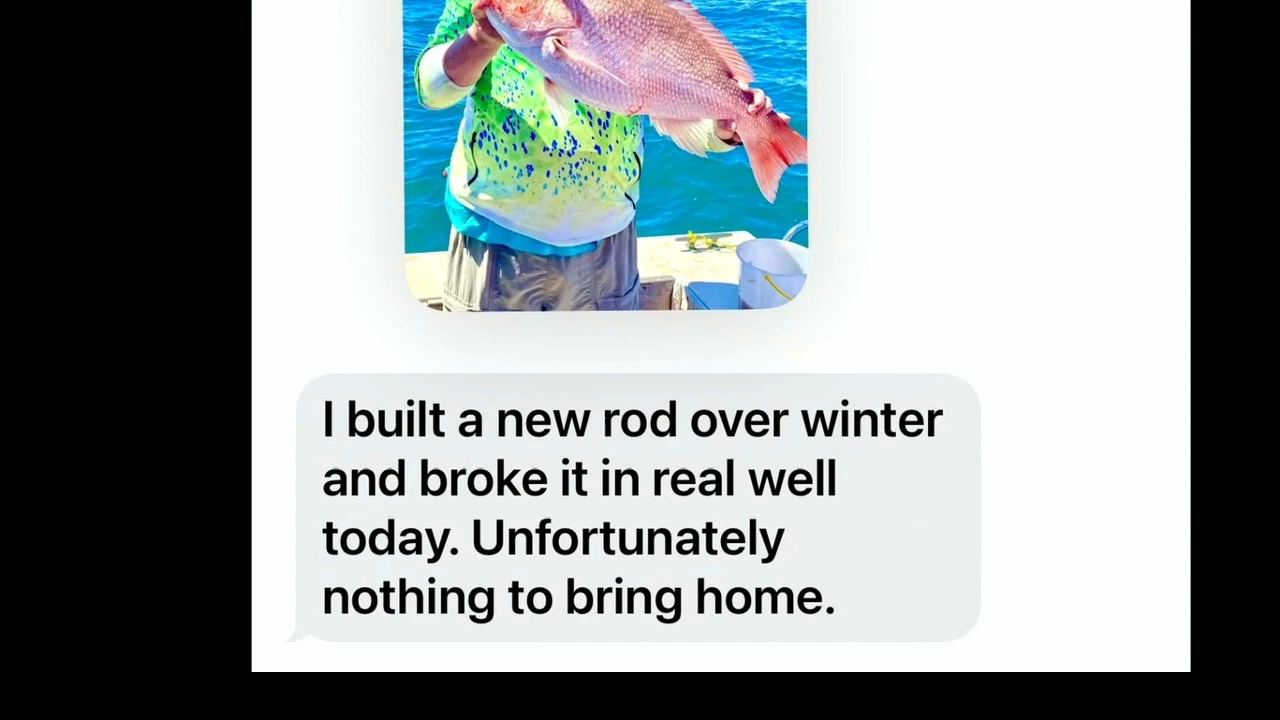 I built a new rod over winter
and broke it in real well
today. Unfortunately
nothing to bring home.